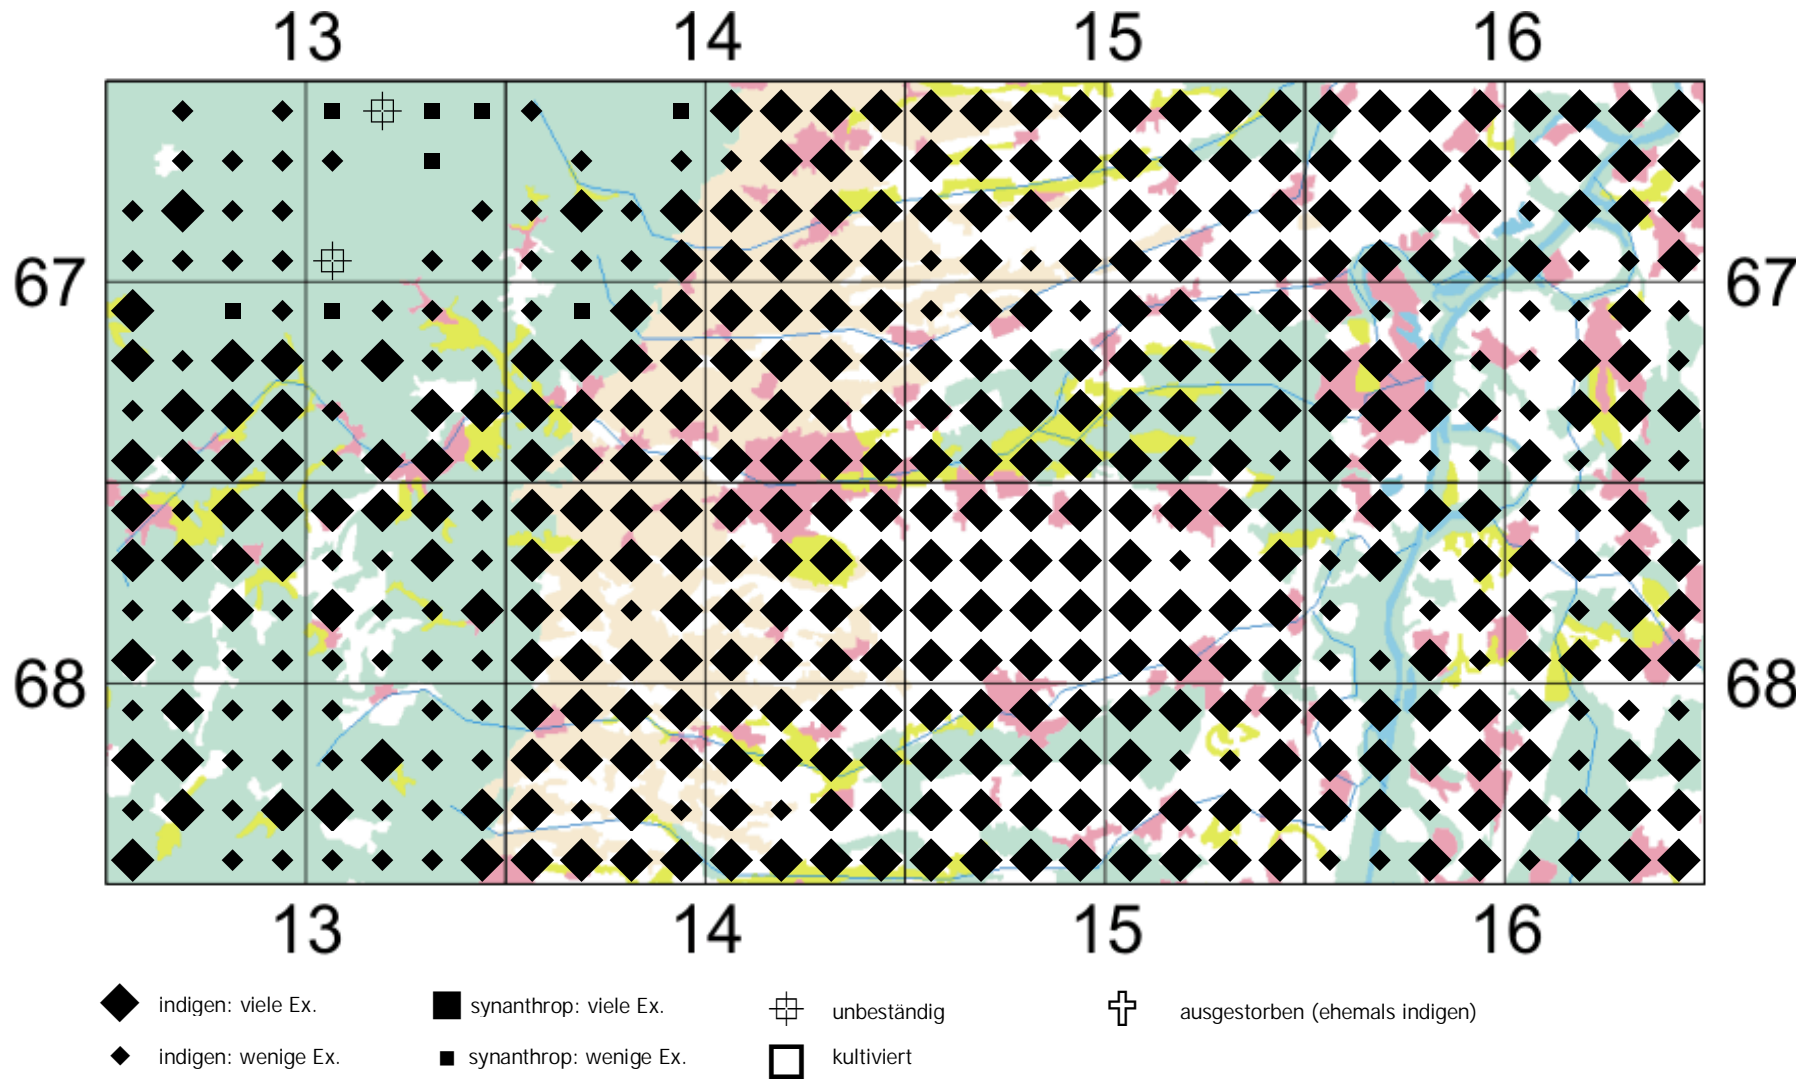 13 14 15 16
67 67
68 68
13 14 15 16
indigen: viele Ex. synanthrop: viele Ex. unbeständig ausgestorben (ehemals indigen)
indigen: wenige Ex. synanthrop: wenige Ex. kultiviert